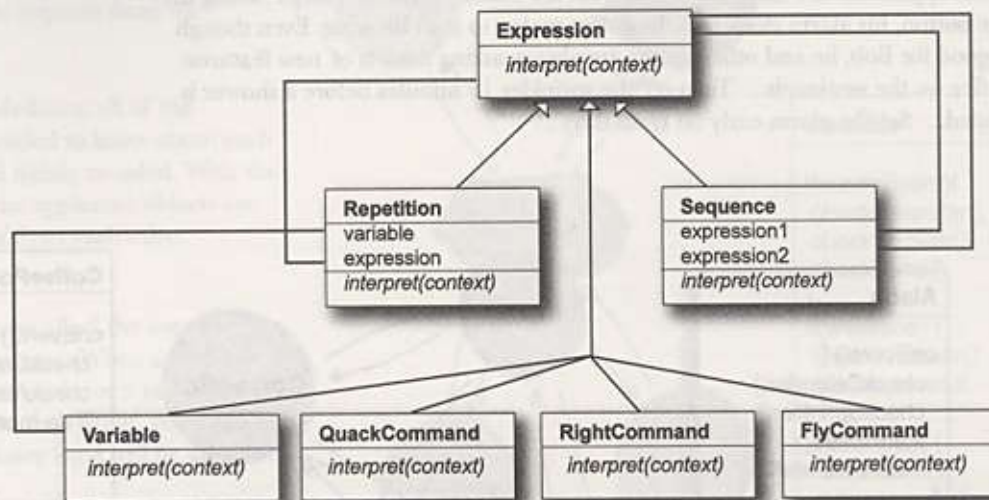 Expression
interpret(context)
Repetition
variable
expression
interpret(context)
Sequence
expression1
expression2
interpret(context)
Variable
interpret(context)
QuackCommand
interpret(context)
RightCommand
interpret(context)
FlyCommand
interpret(context)